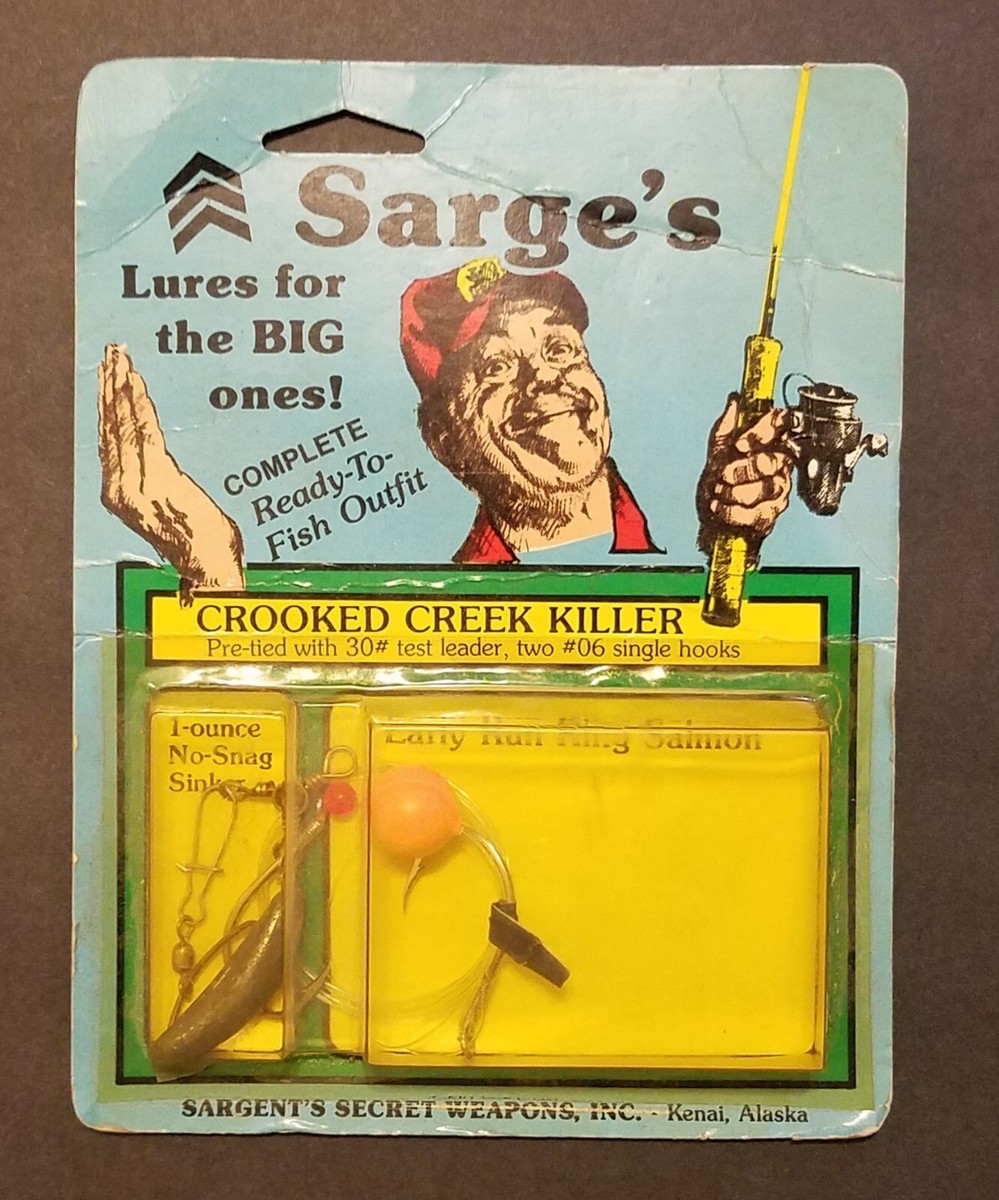 Sarge's
Lures for
the BIG
ones!
COMPLETE
Ready-To-
Fish Outfit
CROOKED CREEK KILLER
Pre-tied with 30# test leader, two #06 single hooks
1-ounce
No-Snag
Sinker
Early Run King Salmon
SARGENT'S SECRET WEAPONS, INC. - Kenai, Alaska